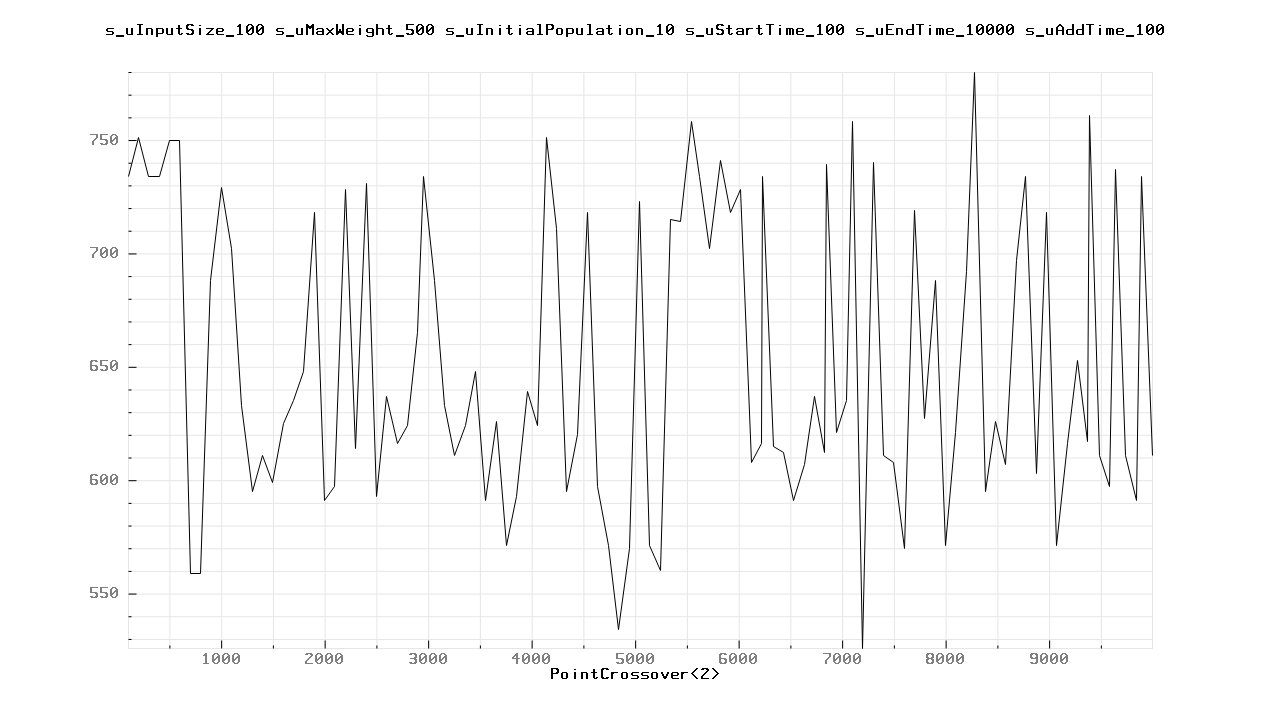 s_uInputSize_100 s_uMaxWeight_500 s_uInitialPopulation_10 s_uStartTime_100 s_uEndTime_10000 s_uAddTime_100
750
700
650
600
550
1000 2000 3000 4000 5000 6000 7000 8000 9000
PointCrossover<2>